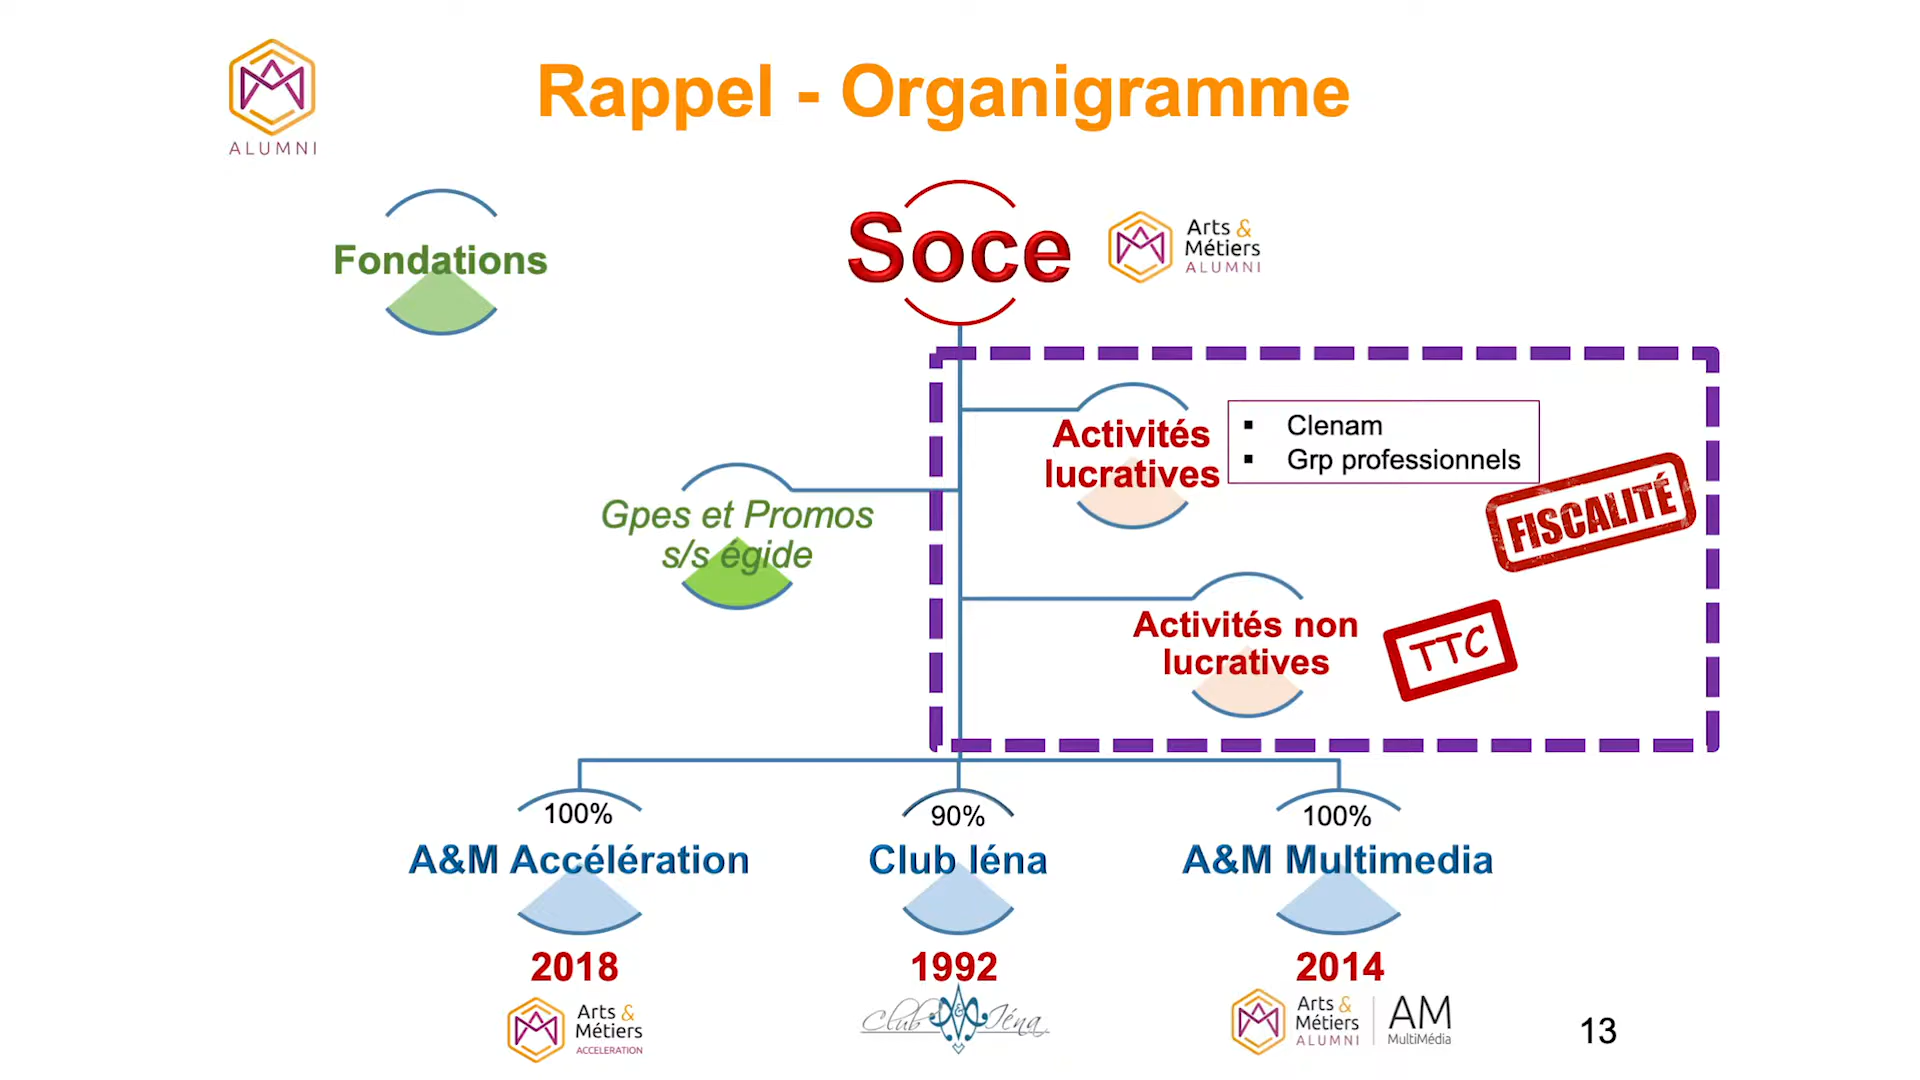 ALUMNI
Rappel - Organigramme
Fondations
Soce
Arts &
Métiers
ALUMNI
Activités
lucratives
▪ Clenam
▪ Grp professionnels
FISCALITÉ
Gpes et Promos
s/s égide
Activités non
lucratives
TTC
100%
A&M Accélération
2018
Arts &
Métiers
ACCELERATION
90%
Club Iéna
1992
Club & Iéna
100%
A&M Multimedia
2014
Arts &
Métiers
ALUMNI
AM
MultiMédia
13